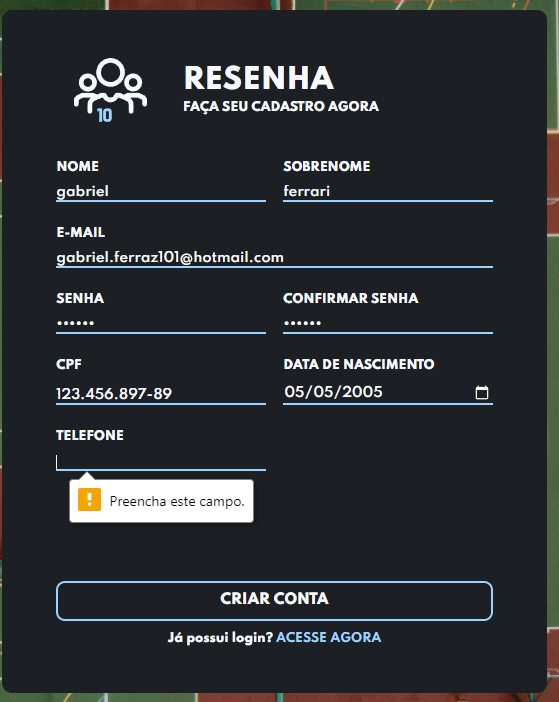 10
RESENHA
FAÇA SEU CADASTRO AGORA
NOME
SOBRENOME
gabriel
ferrari
E-MAIL
gabriel.ferraz101@hotmail.com
SENHA
CONFIRMAR SENHA
••••••
••••••
CPF
DATA DE NASCIMENTO
123.456.897-89
05/05/2005
TELEFONE
! Preencha este campo.
CRIAR CONTA
Já possui login? ACESSE AGORA